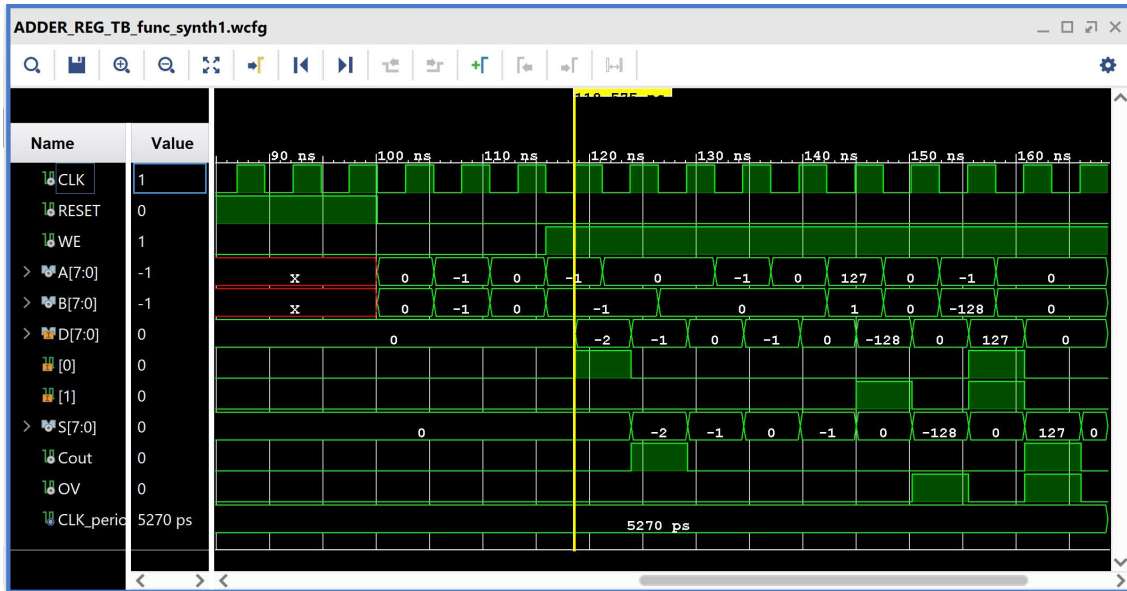 ADDER_REG_TB_func_synth1.wcfg
118,575 ps
Name Value
90 ns 100 ns 110 ns 120 ns 130 ns 140 ns 150 ns 160 ns
CLK 1
RESET 0
WE 1
A[7:0] -1 X 0 -1 0 -1 0 -1 0 127 0 -1 0
B[7:0] -1 X 0 -1 0 -1 0 1 0 -128 0
D[7:0] 0 0 -2 -1 0 -1 0 -128 0 127 0
[0] 0
[1] 0
S[7:0] 0 0 -2 -1 0 -1 0 -128 0 127 0
Cout 0
OV 0
CLK_perio 5270 ps 5270 ps